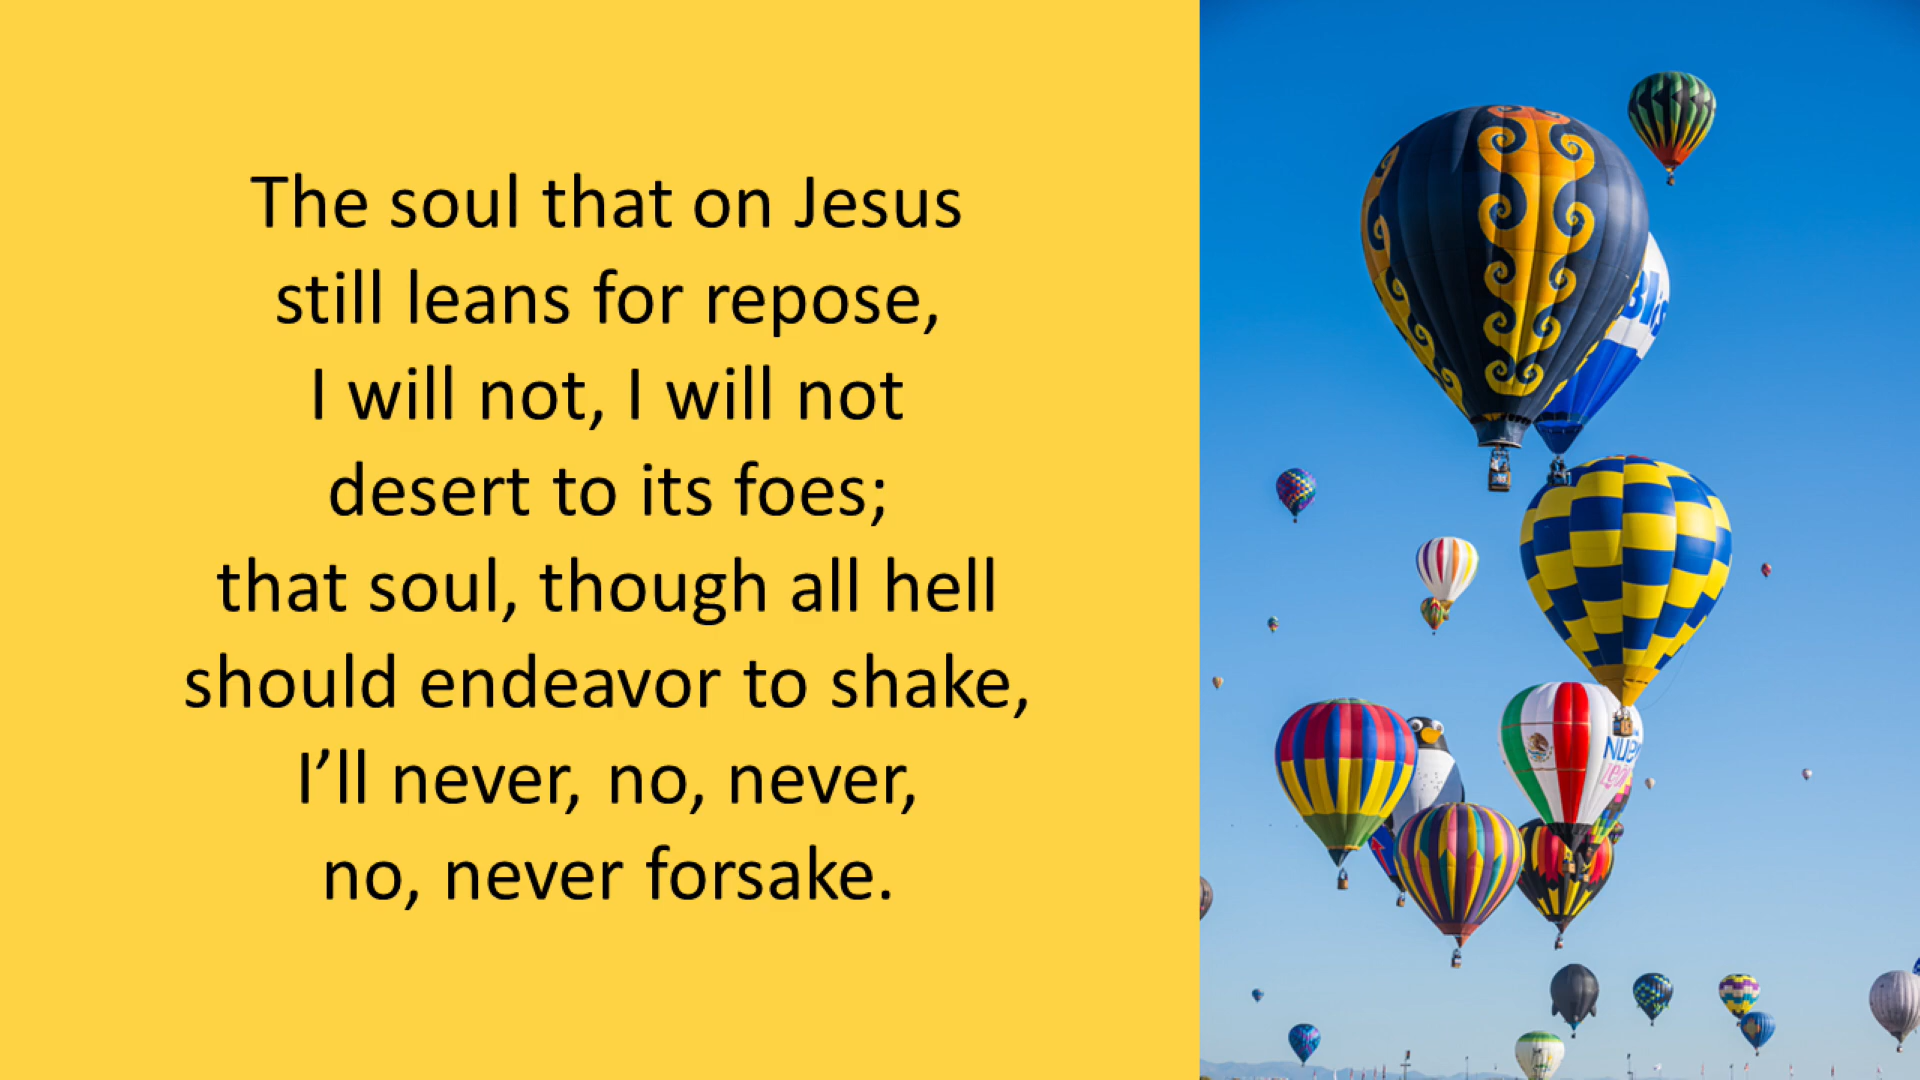 The soul that on Jesus
still leans for repose,
I will not, I will not
desert to its foes;
that soul, though all hell
should endeavor to shake,
I’ll never, no, never,
no, never forsake.